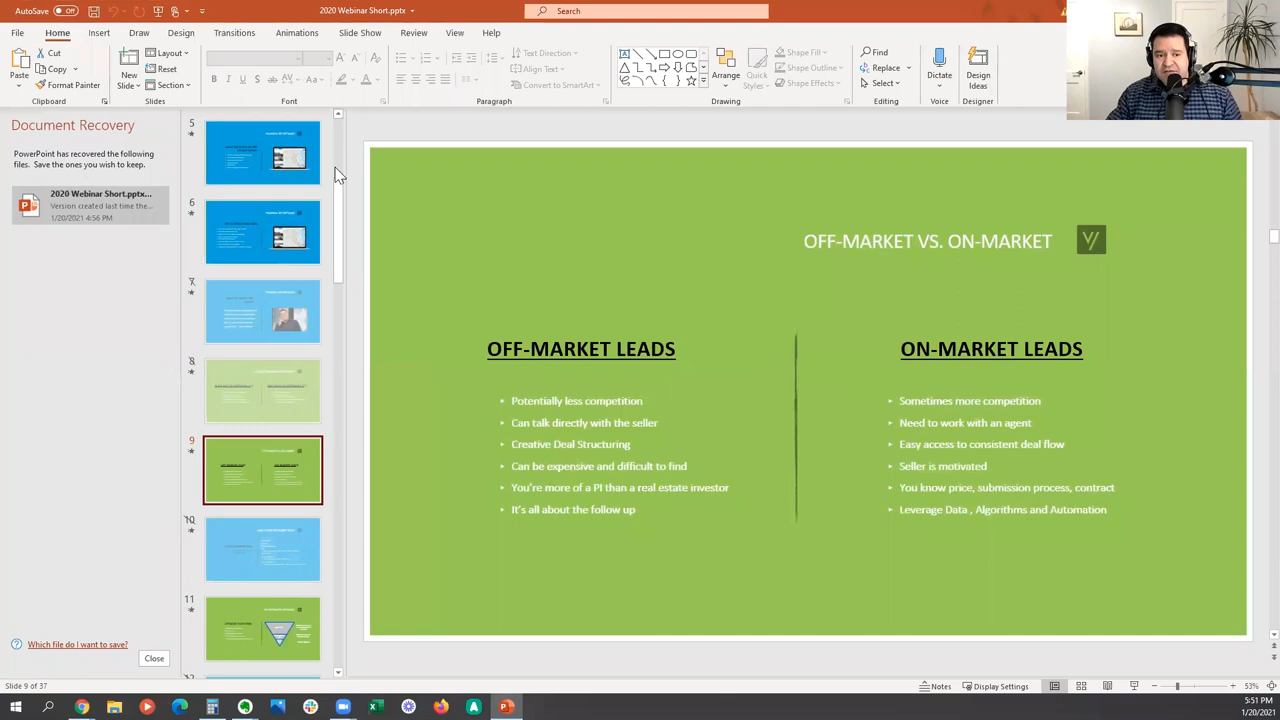 AutoSave Off
2020 Webinar Short.pptx
Search
File Home Insert Draw Design Transitions Animations Slide Show Review View Help
Paste
Cut
Copy
Format Painter
Clipboard
New Slide
Layout
Reset
Section
Slides
B I U S
Font
Paragraph
Text Direction
Align Text
Convert to SmartArt
Arrange
Quick Styles
Shape Fill
Shape Outline
Shape Effects
Drawing
Find
Replace
Select
Editing
Dictate
Voice
Design Ideas
Designer
Document Recovery
PowerPoint has recovered the following
files. Save the ones you wish to keep.
2020 Webinar Short.pptx...
Version created last time the...
1/20/2021 4:56 PM
Which file do I want to save?
Close
5
6
7
8
9
10
11
OFF-MARKET VS. ON-MARKET
OFF-MARKET LEADS
Potentially less competition
Can talk directly with the seller
Creative Deal Structuring
Can be expensive and difficult to find
You're more of a PI than a real estate investor
It's all about the follow up
ON-MARKET LEADS
Sometimes more competition
Need to work with an agent
Easy access to consistent deal flow
Seller is motivated
You know price, submission process, contract
Leverage Data , Algorithms and Automation
Slide 9 of 37
Notes
Display Settings
53%
5:51 PM
1/20/2021